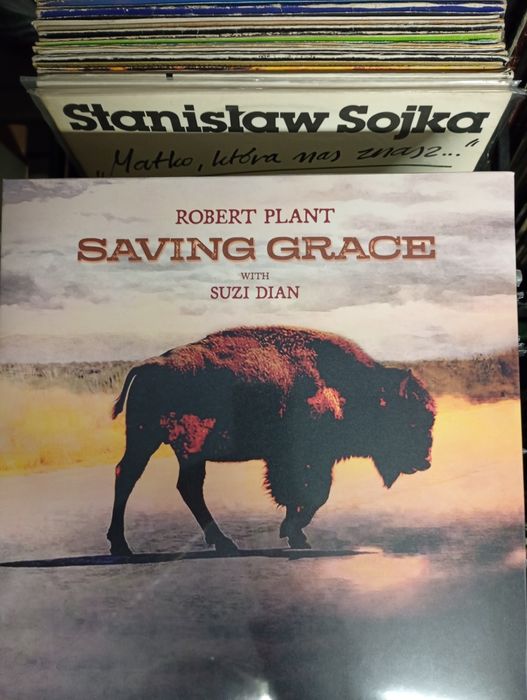 Stanisław Sojka
„Matko, która nas znasz..."
ROBERT PLANT
SAVING GRACE
WITH
SUZI DIAN